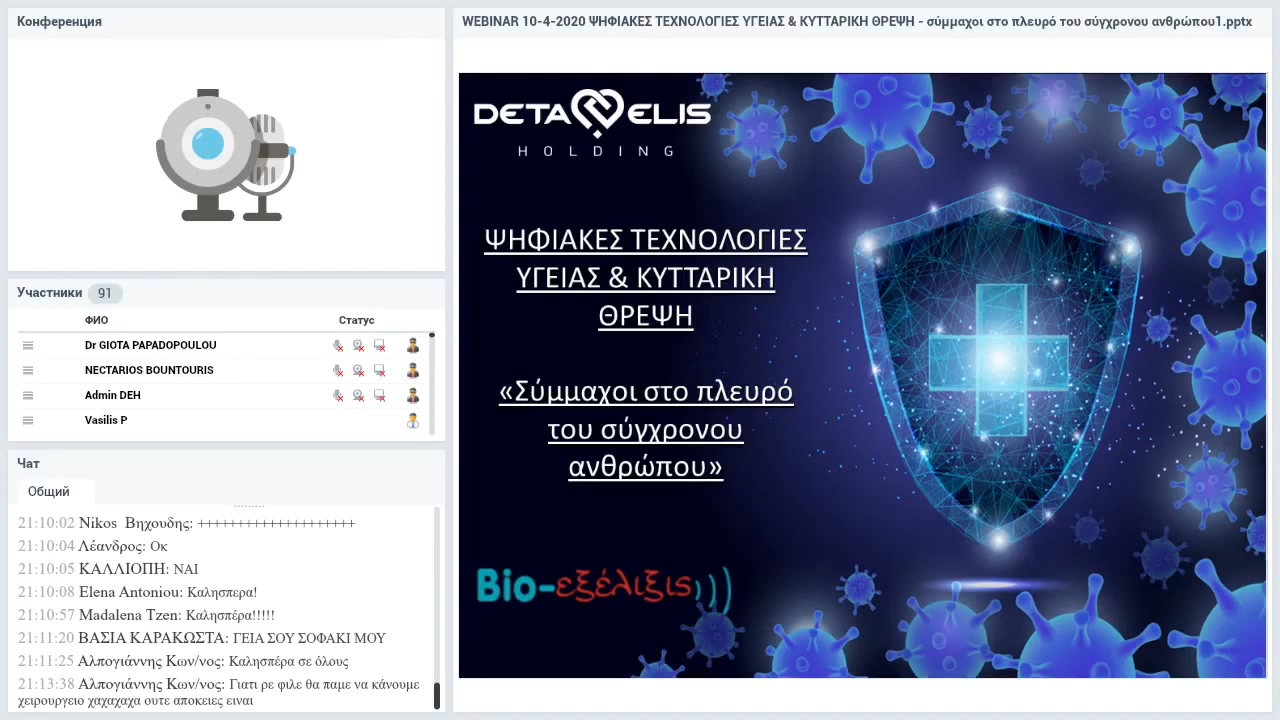 Конференция
WEBINAR 10-4-2020 ΨΗΦΙΑΚΕΣ ΤΕΧΝΟΛΟΓΙΕΣ ΥΓΕΙΑΣ & ΚΥΤΤΑΡΙΚΗ ΘΡΕΨΗ - σύμμαχοι στο πλευρό του σύγχρονου ανθρώπου1.pptx
Участники 91
ФИО Статус
Dr GIOTA PAPADOPOULOU
NECTARIOS BOUNTOURIS
Admin DEH
Vasilis P
Чат
Общий
21:10:02 Nikos Βηχουδης: ++++++++++++++++++++
21:10:04 Λέανδρος: Οκ
21:10:05 ΚΑΛΛΙΟΠΗ: ΝΑΙ
21:10:08 Elena Antoniou: Καλησπερα!
21:10:57 Madalena Tzen: Καλησπέρα!!!!!
21:11:20 ΒΑΣΙΑ ΚΑΡΑΚΩΣΤΑ: ΓΕΙΑ ΣΟΥ ΣΟΦΑΚΙ ΜΟΥ
21:11:25 Αλπογιάννης Κων/νος: Καλησπέρα σε όλους
21:13:38 Αλπογιάννης Κων/νος: Γιατι ρε φιλε θα παμε να κάνουμε
χειρουργειο χαχαχαχα ουτε αποκειες ειναι
DETA ELIS
HOLDING
ΨΗΦΙΑΚΕΣ ΤΕΧΝΟΛΟΓΙΕΣ
ΥΓΕΙΑΣ & ΚΥΤΤΑΡΙΚΗ
ΘΡΕΨΗ
«Σύμμαχοι στο πλευρό
του σύγχρονου
ανθρώπου»
Bio-εξέλιξις